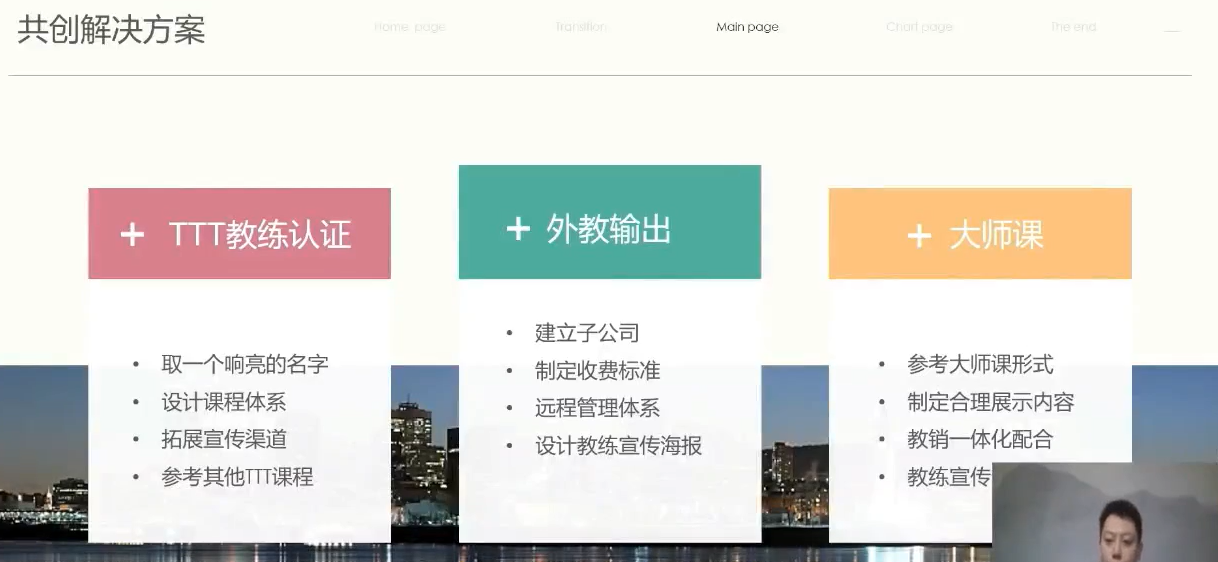 共创解决方案
Home page
Transition
Main page
Chart page
The end
+ TTT教练认证
取一个响亮的名字
设计课程体系
拓展宣传渠道
参考其他TTT课程
+ 外教输出
建立子公司
制定收费标准
远程管理体系
设计教练宣传海报
+ 大师课
参考大师课形式
制定合理展示内容
教销一体化配合
教练宣传